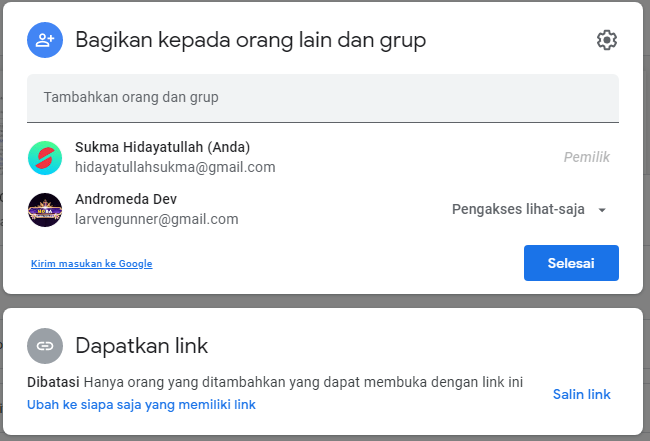 Bagikan kepada orang lain dan grup
Tambahkan orang dan grup
Sukma Hidayatullah (Anda)
hidayatullahsukma@gmail.com
Pemilik
Andromeda Dev
larvengunner@gmail.com
Pengakses lihat-saja
Kirim masukan ke Google
Selesai
Dapatkan link
Dibatasi Hanya orang yang ditambahkan yang dapat membuka dengan link ini
Ubah ke siapa saja yang memiliki link
Salin link